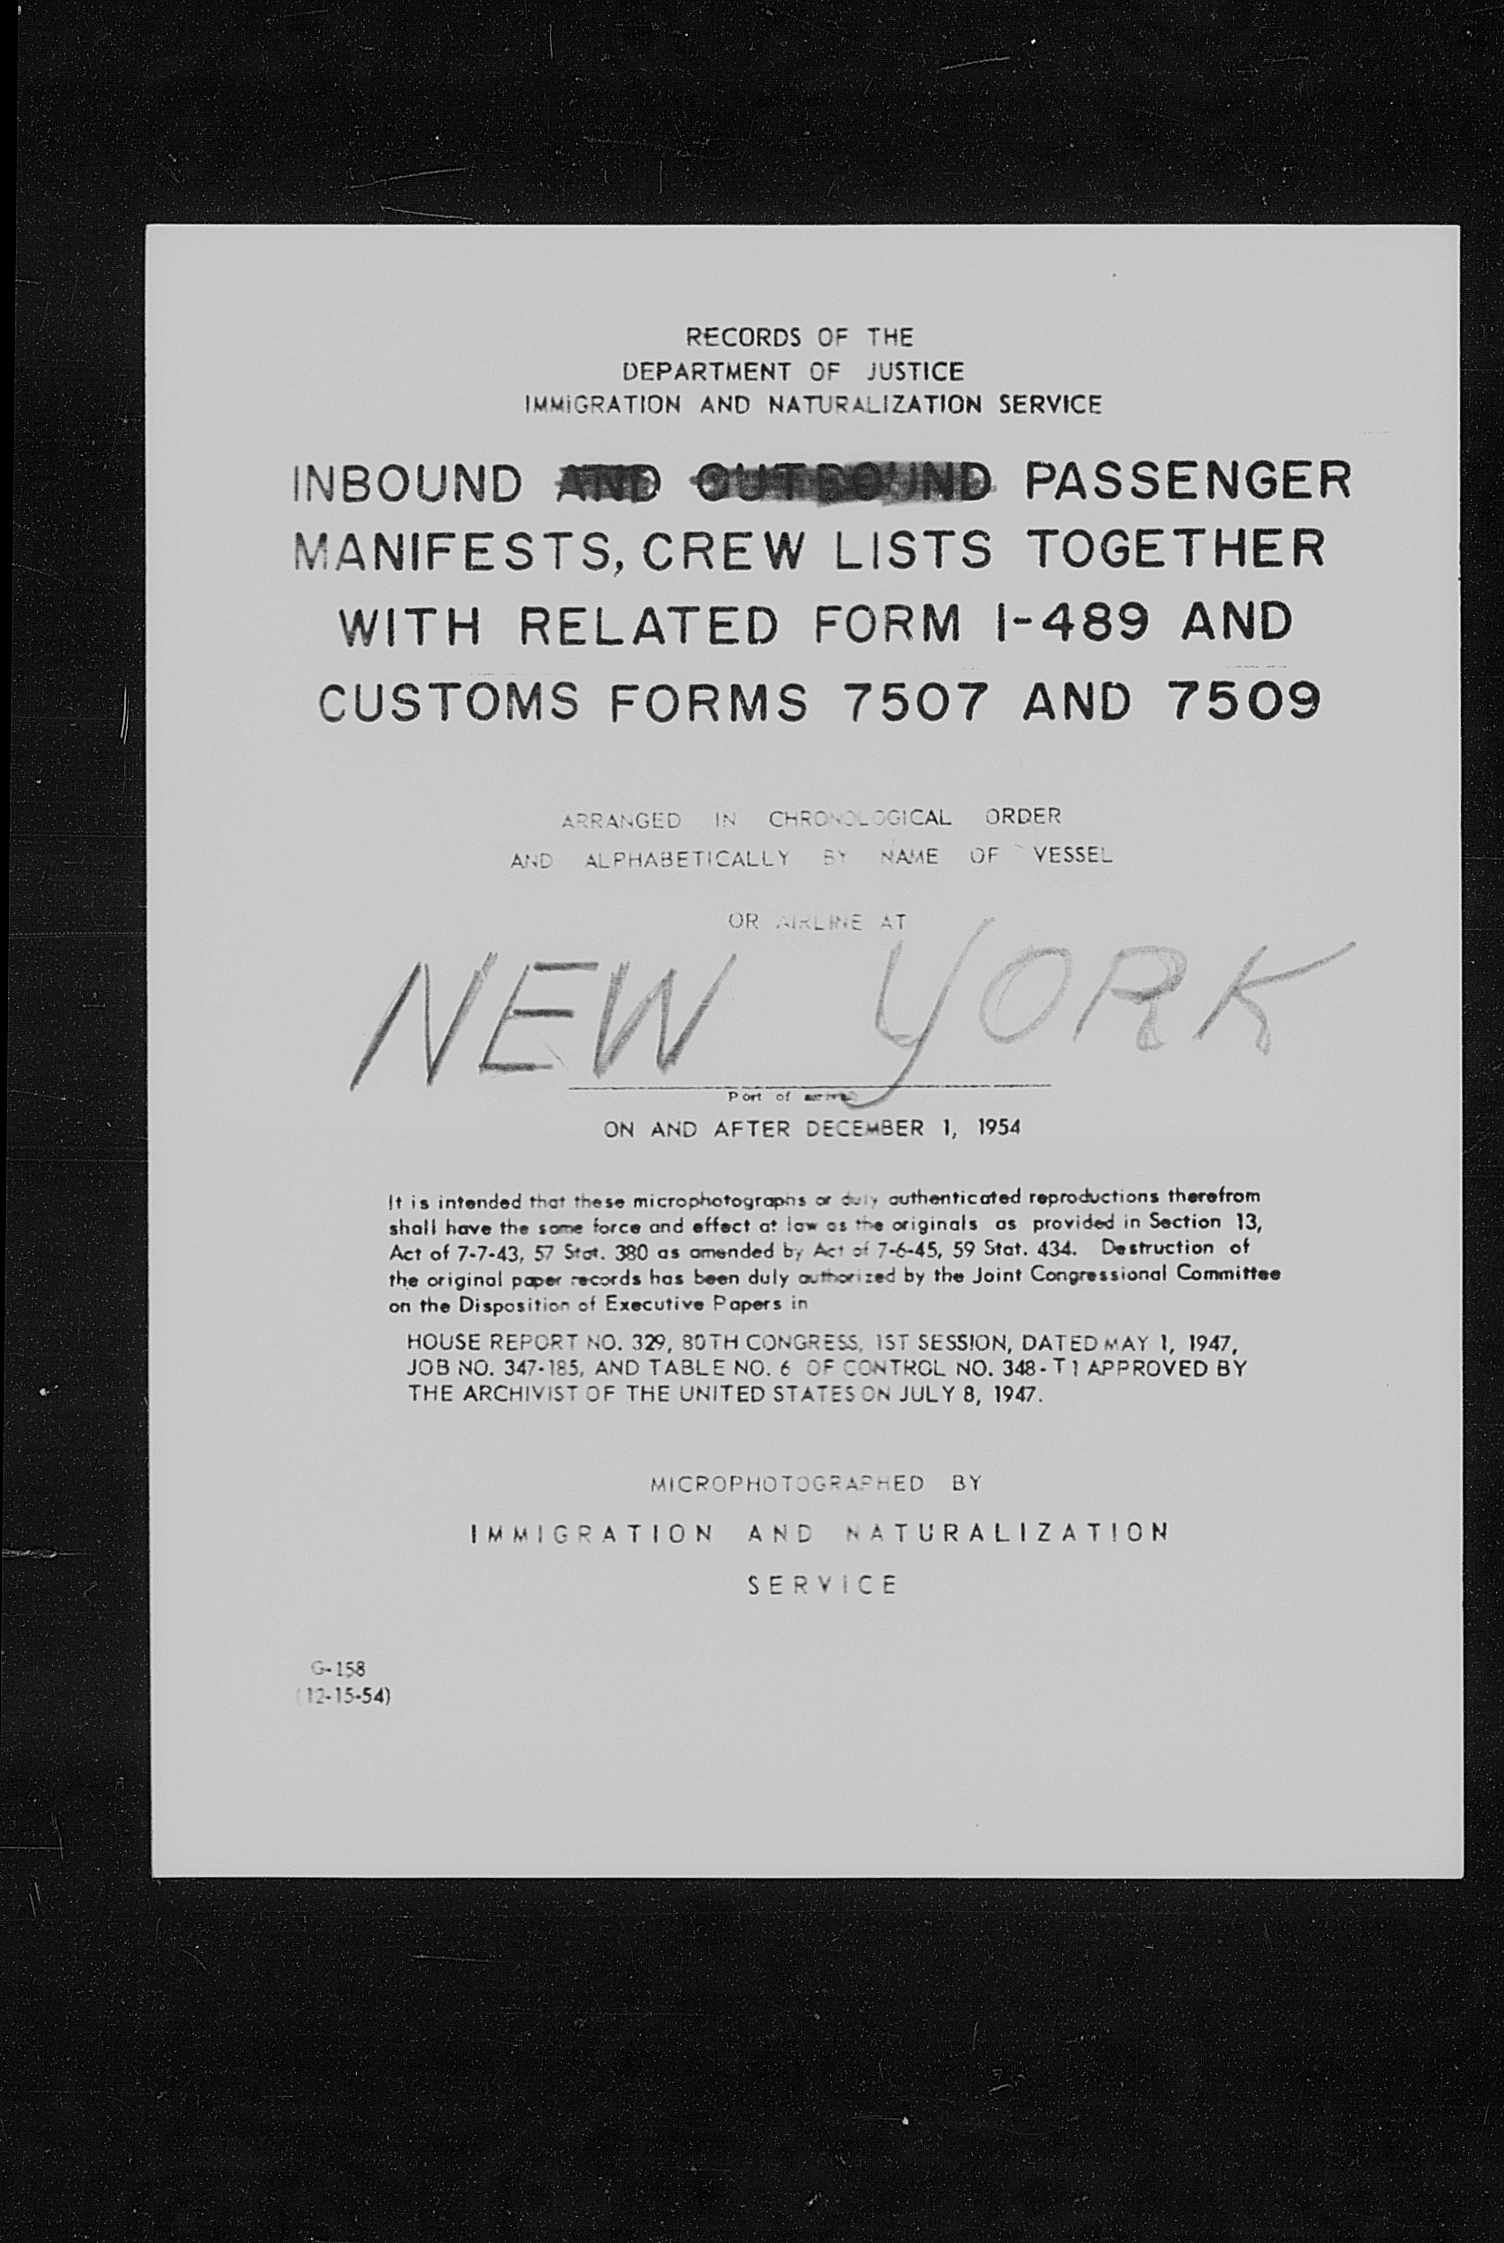 RECORDS OF THE
DEPARTMENT OF JUSTICE
IMMIGRATION AND NATURALIZATION SERVICE
INBOUND AND OUTBOUND PASSENGER
MANIFESTS, CREW LISTS TOGETHER
WITH RELATED FORM I-489 AND
CUSTOMS FORMS 7507 AND 7509
ARRANGED IN CHRONOLOGICAL ORDER
AND ALPHABETICALLY BY NAME OF VESSEL
OR AIRLINE AT
NEW YORK
Port of arrival
ON AND AFTER DECEMBER 1, 1954
It is intended that these microphotographs or duly authenticated reproductions therefrom
shall have the same force and effect at law as the originals as provided in Section 13,
Act of 7-7-43, 57 Stat. 380 as amended by Act of 7-6-45, 59 Stat. 434. Destruction of
the original paper records has been duly authorized by the Joint Congressional Committee
on the Disposition of Executive Papers in
HOUSE REPORT NO. 329, 80TH CONGRESS, 1ST SESSION, DATED MAY 1, 1947,
JOB NO. 347-185, AND TABLE NO. 6 OF CONTROL NO. 348-T1 APPROVED BY
THE ARCHIVIST OF THE UNITED STATES ON JULY 8, 1947.
MICROPHOTOGRAPHED BY
IMMIGRATION AND NATURALIZATION
SERVICE
G-158
(12-15-54)